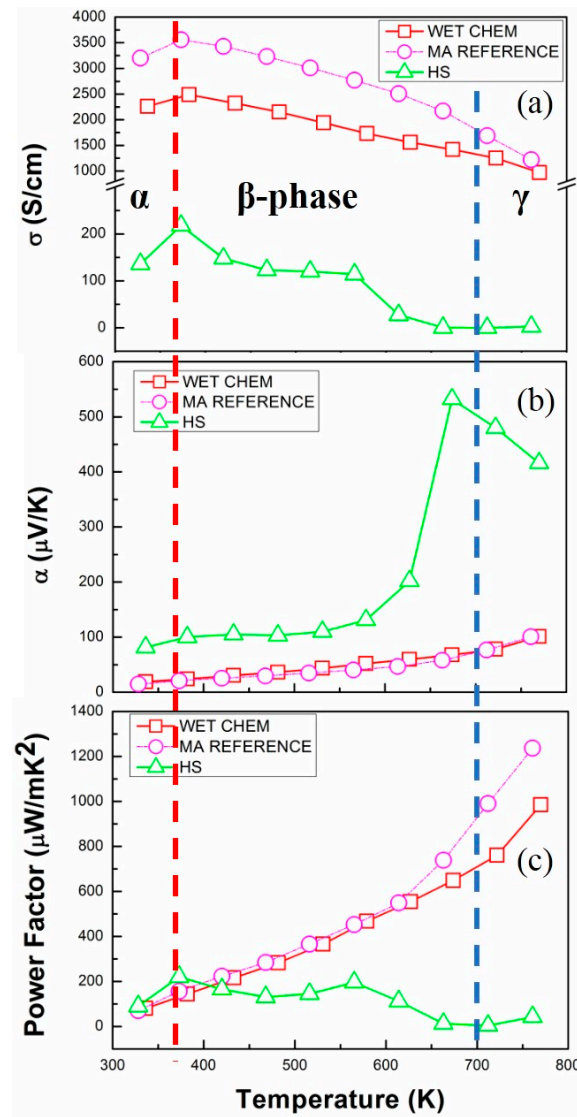 4000
3500
3000
2500
2000
1500
1000
200
100
0
σ (S/cm)
WET CHEM
MA REFERENCE
HS
(a)
α
β-phase
γ
600
500
400
300
200
100
0
α (μV/K)
WET CHEM
MA REFERENCE
HS
(b)
1400
1200
1000
800
600
400
200
0
Power Factor (μW/mK²)
WET CHEM
MA REFERENCE
HS
(c)
300 400 500 600 700 800
Temperature (K)